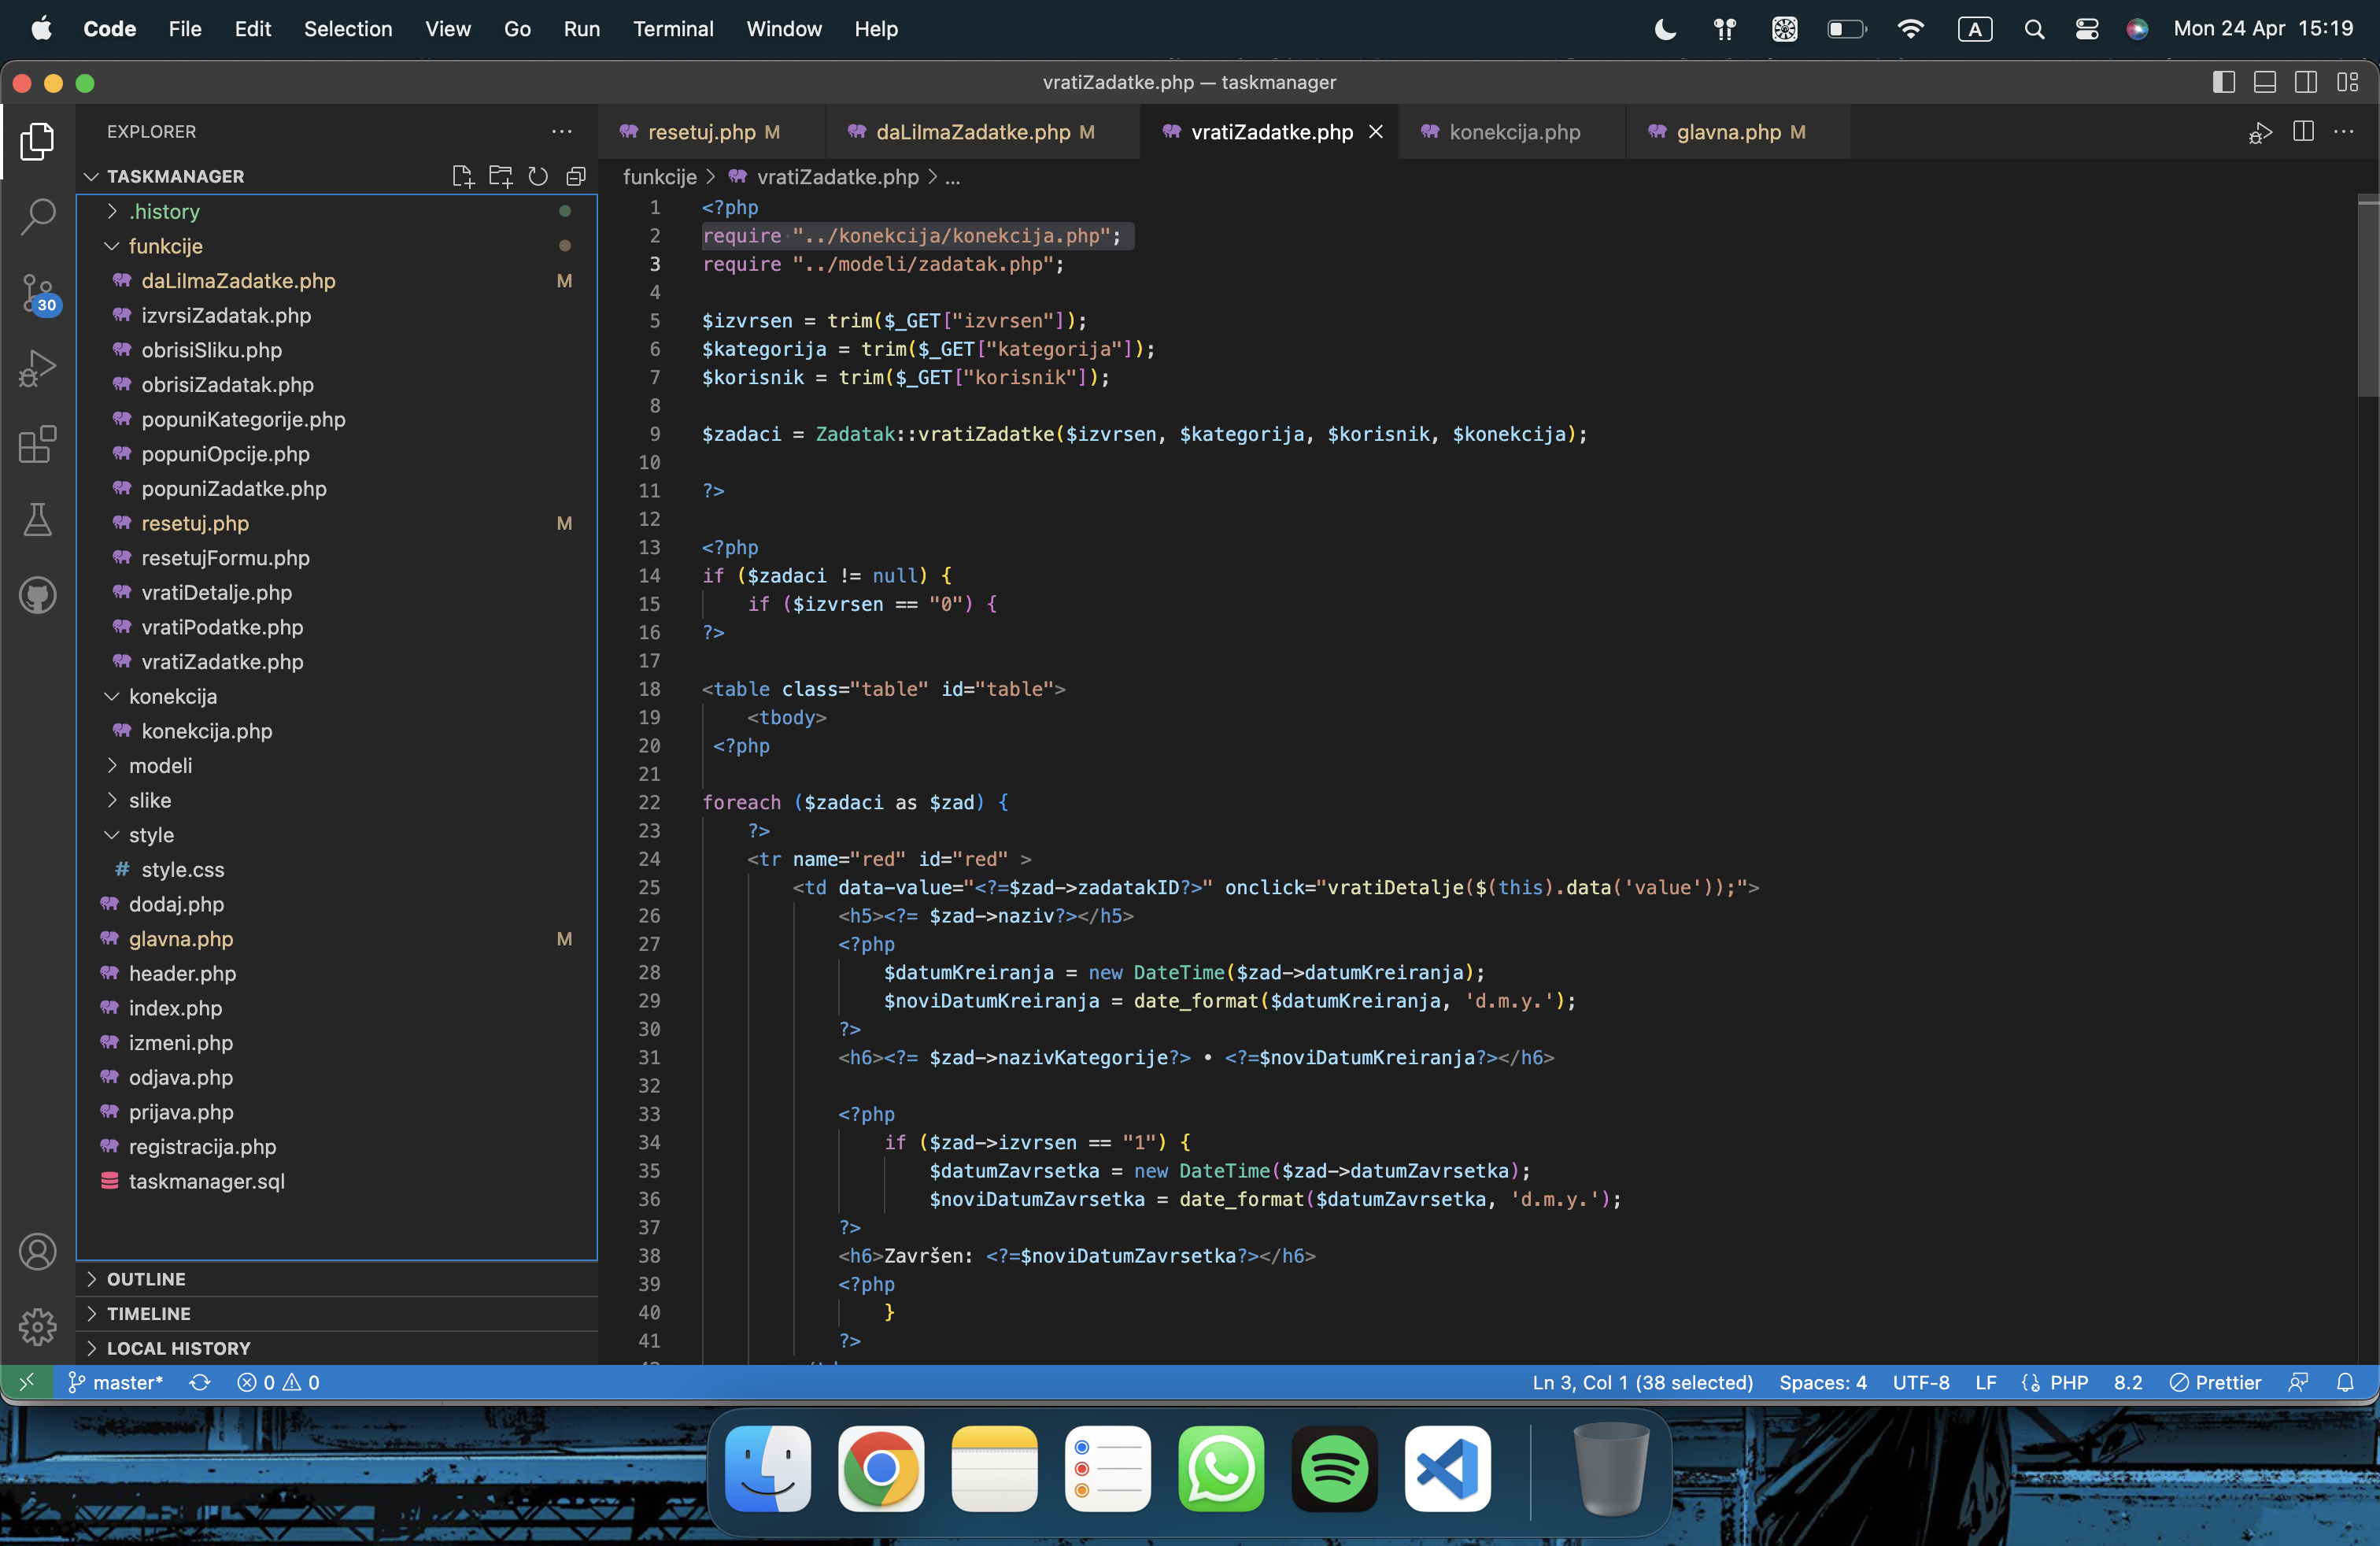 Code File Edit Selection View Go Run Terminal Window Help A Mon 24 Apr 15:19
vratiZadatke.php — taskmanager
EXPLORER
TASKMANAGER
.history
funkcije
daLiImaZadatke.php M
izvrsiZadatak.php
obrisiSliku.php
obrisiZadatak.php
popuniKategorije.php
popuniOpcije.php
popuniZadatke.php
resetuj.php M
resetujFormu.php
vratiDetalje.php
vratiPodatke.php
vratiZadatke.php
konekcija
konekcija.php
modeli
slike
style
# style.css
dodaj.php
glavna.php M
header.php
index.php
izmeni.php
odjava.php
prijava.php
registracija.php
taskmanager.sql
OUTLINE
TIMELINE
LOCAL HISTORY
30
resetuj.php M daLiImaZadatke.php M vratiZadatke.php konekcija.php glavna.php M
funkcije > vratiZadatke.php > ...
1 <?php
2 require "../konekcija/konekcija.php";
3 require "../modeli/zadatak.php";
4
5 $izvrsen = trim($_GET["izvrsen"]);
6 $kategorija = trim($_GET["kategorija"]);
7 $korisnik = trim($_GET["korisnik"]);
8
9 $zadaci = Zadatak::vratiZadatke($izvrsen, $kategorija, $korisnik, $konekcija);
10
11 ?>
12
13 <?php
14 if ($zadaci != null) {
15 if ($izvrsen == "0") {
16 ?>
17
18 <table class="table" id="table">
19 <tbody>
20 <?php
21
22 foreach ($zadaci as $zad) {
23 ?>
24 <tr name="red" id="red" >
25 <td data-value="<?=$zad->zadatakID?>" onclick="vratiDetalje($(this).data('value'));">
26 <h5><?= $zad->naziv?></h5>
27 <?php
28 $datumKreiranja = new DateTime($zad->datumKreiranja);
29 $noviDatumKreiranja = date_format($datumKreiranja, 'd.m.y.');
30 ?>
31 <h6><?= $zad->nazivKategorije?> • <?=$noviDatumKreiranja?></h6>
32
33 <?php
34 if ($zad->izvrsen == "1") {
35 $datumZavrsetka = new DateTime($zad->datumZavrsetka);
36 $noviDatumZavrsetka = date_format($datumZavrsetka, 'd.m.y.');
37 ?>
38 <h6>Završen: <?=$noviDatumZavrsetka?></h6>
39 <?php
40 }
41 ?>
master* 0 0 Ln 3, Col 1 (38 selected) Spaces: 4 UTF-8 LF PHP 8.2 Prettier